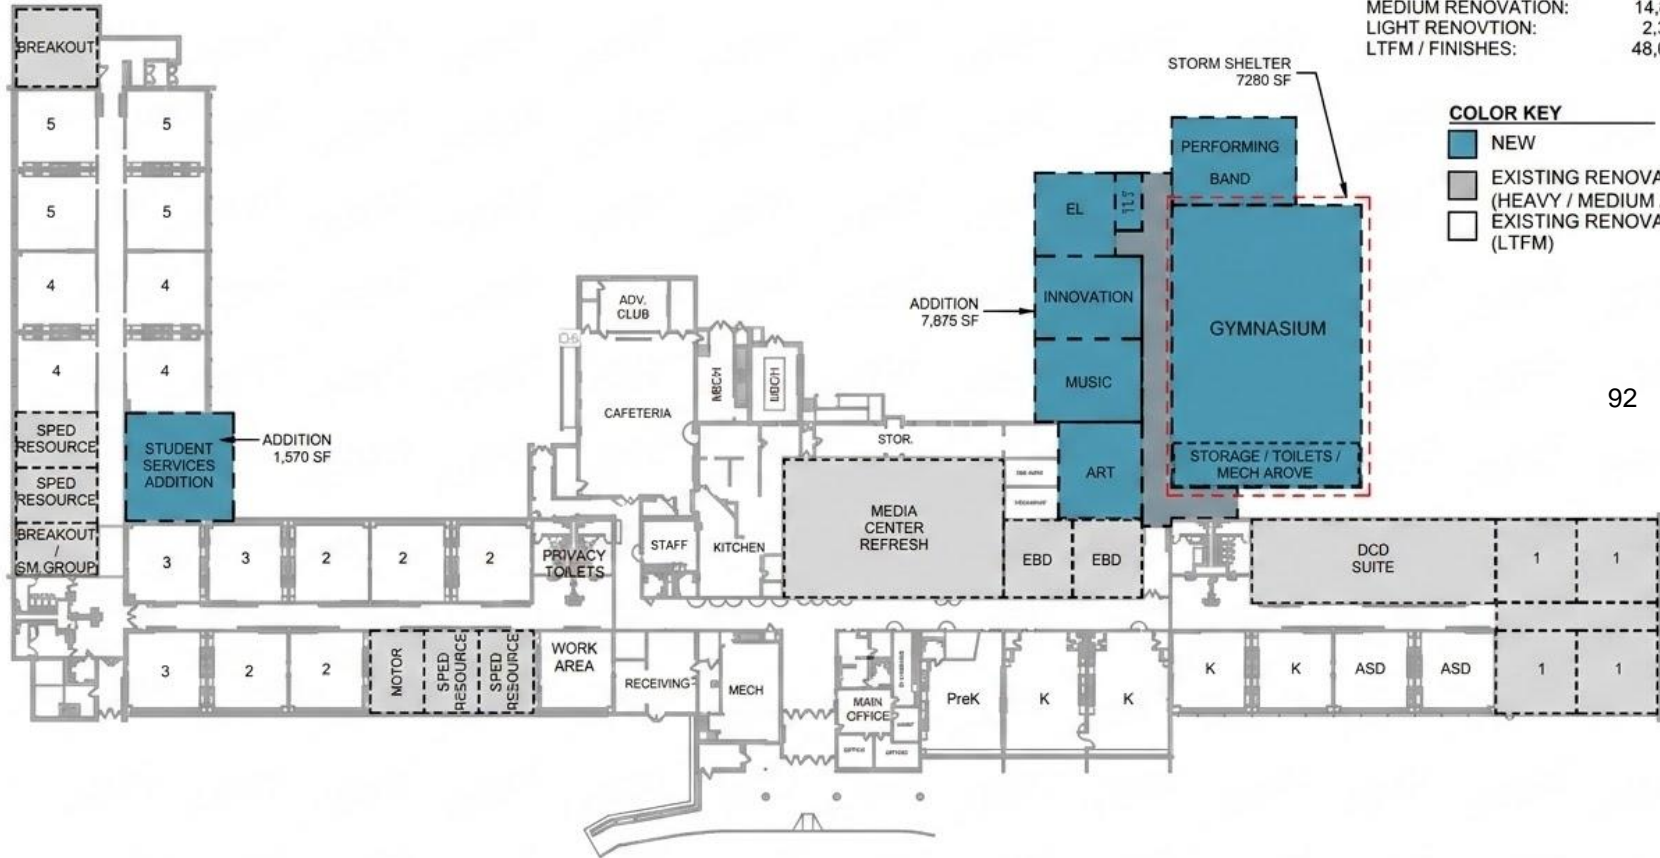 MEDIUM RENOVATION: 14,
LIGHT RENOVTION: 2,
LTFM / FINISHES: 48,
STORM SHELTER
7280 SF
COLOR KEY
NEW
EXISTING RENOVA
(HEAVY / MEDIUM
EXISTING RENOVA
(LTFM)
BREAKOUT
5
5
5
5
4
4
4
4
SPED
RESOURCE
SPED
RESOURCE
BREAKOUT
/
SM. GROUP
STUDENT
SERVICES
ADDITION
ADDITION
1,570 SF
ADV.
CLUB
CAFETERIA
STOR.
PERFORMING
BAND
EL
INNOVATION
MUSIC
ART
ADDITION
7,875 SF
GYMNASIUM
STORAGE / TOILETS /
MECH AROVE
92
3
3
2
2
2
PRIVACY
TOILETS
STAFF
KITCHEN
MEDIA
CENTER
REFRESH
EBD
EBD
DCD
SUITE
1
1
3
2
2
MOTOR
SPED
RESOURCE
SPED
RESOURCE
WORK
AREA
RECEIVING
MECH
MAIN
OFFICE
PreK
K
K
K
K
ASD
ASD
1
1